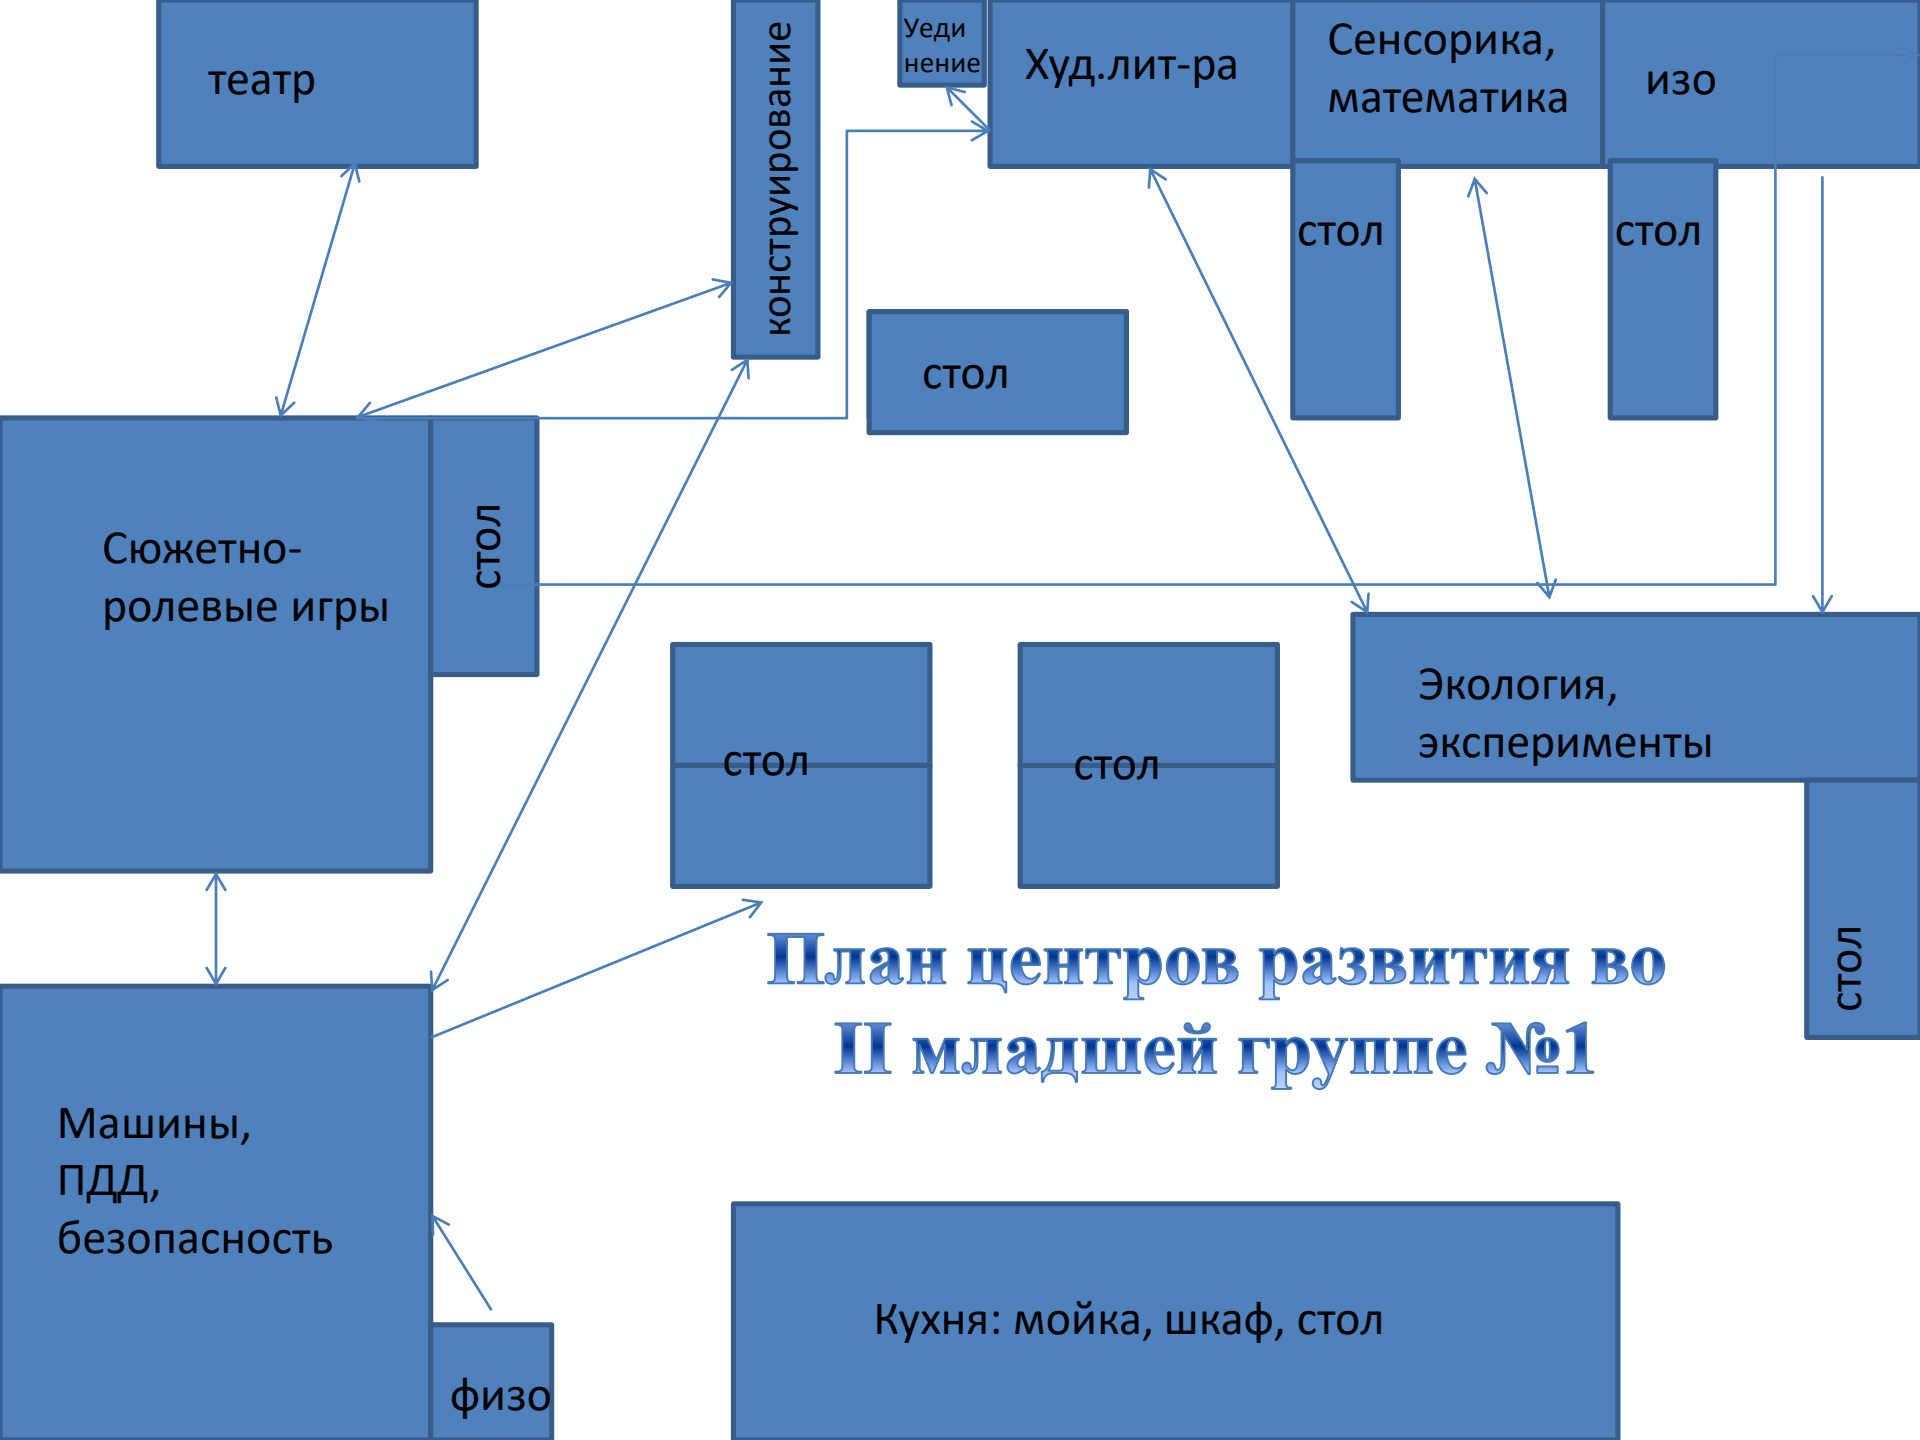 театр
конструирование
Уеди
нение
Худ.лит-ра
Сенсорика,
математика
изо
стол
стол
стол
Сюжетно-
ролевые игры
стол
стол
стол
Экология,
эксперименты
стол
План центров развития во
II младшей группе №1
Машины,
ПДД,
безопасность
физо
Кухня: мойка, шкаф, стол